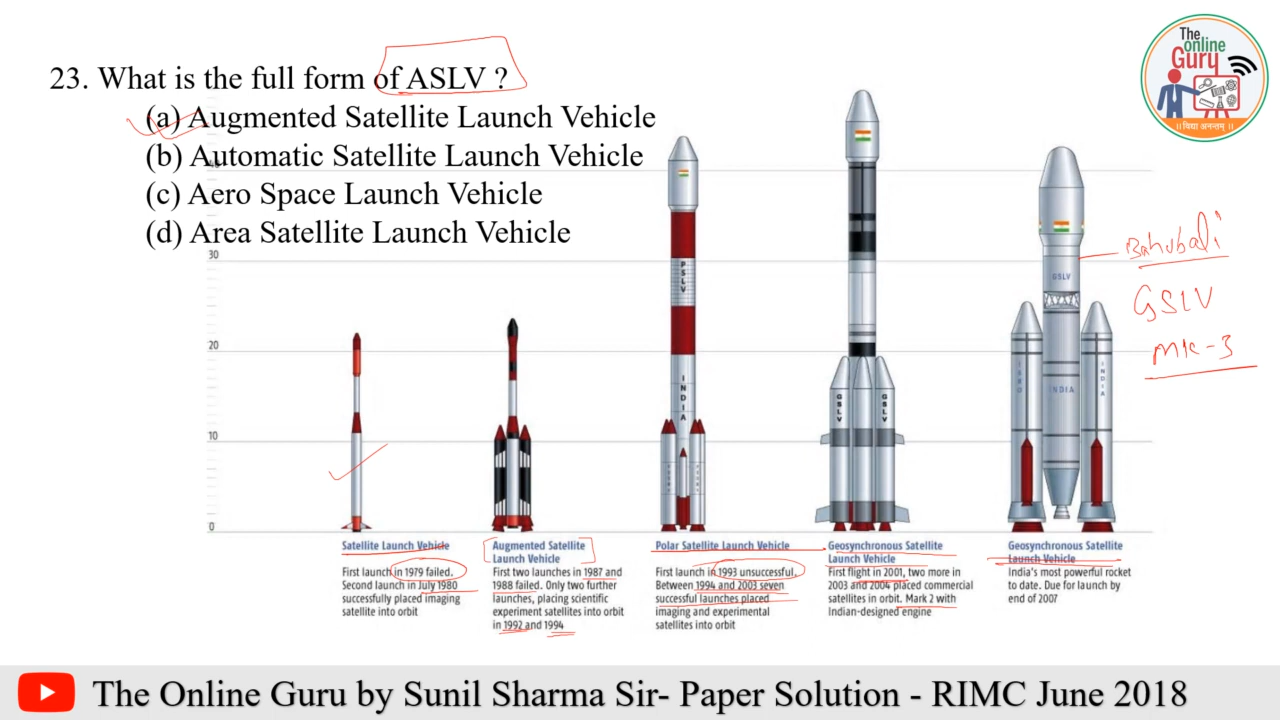 The
online
Guru
।। विद्या अनन्तम् ।।
23. What is the full form of ASLV ?
(a) Augmented Satellite Launch Vehicle
(b) Automatic Satellite Launch Vehicle
(c) Aero Space Launch Vehicle
(d) Area Satellite Launch Vehicle
30
20
10
0
PSLV
INDIA
GSLV
GSLV
GSLV
ISRO
INDIA
INDIA
Bahubali
GSLV
MK-3
Satellite Launch Vehicle
First launch in 1979 failed.
Second launch in July 1980
successfully placed imaging
satellite into orbit
Augmented Satellite
Launch Vehicle
First two launches in 1987 and
1988 failed. Only two further
launches, placing scientific
experiment satellites into orbit
in 1992 and 1994
Polar Satellite Launch Vehicle
First launch in 1993 unsuccessful.
Between 1994 and 2003 seven
successful launches placed
imaging and experimental
satellites into orbit
Geosynchronous Satellite
Launch Vehicle
First flight in 2001, two more in
2003 and 2004 placed commercial
satellites in orbit. Mark 2 with
Indian-designed engine
Geosynchronous Satellite
Launch Vehicle
India's most powerful rocket
to date. Due for launch by
end of 2007
The Online Guru by Sunil Sharma Sir- Paper Solution - RIMC June 2018